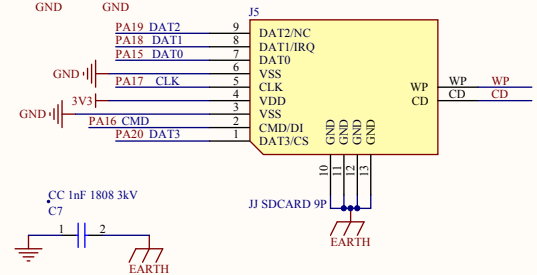 GND GND
J5
PA19 DAT2 9 DAT2/NC
PA18 DAT1 8 DAT1/IRQ
PA15 DAT0 7 DAT0
GND 6 VSS
PA17 CLK 5 CLK WP WP WP
3V3 4 VDD CD CD CD
GND 3 VSS
PA16 CMD 2 CMD/DI
PA20 DAT3 1 DAT3/CS
GND GND GND GND
10 11 12 13
JJ SDCARD 9P
EARTH
CC 1nF 1808 3kV
C7
1 2
EARTH